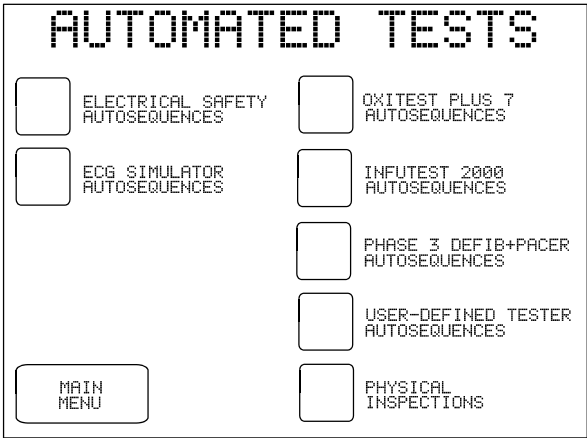 AUTOMATED TESTS
ELECTRICAL SAFETY
AUTOSEQUENCES
ECG SIMULATOR
AUTOSEQUENCES
MAIN
MENU
OXITEST PLUS 7
AUTOSEQUENCES
INFUTEST 2000
AUTOSEQUENCES
PHASE 3 DEFIB+PACER
AUTOSEQUENCES
USER-DEFINED TESTER
AUTOSEQUENCES
PHYSICAL
INSPECTIONS